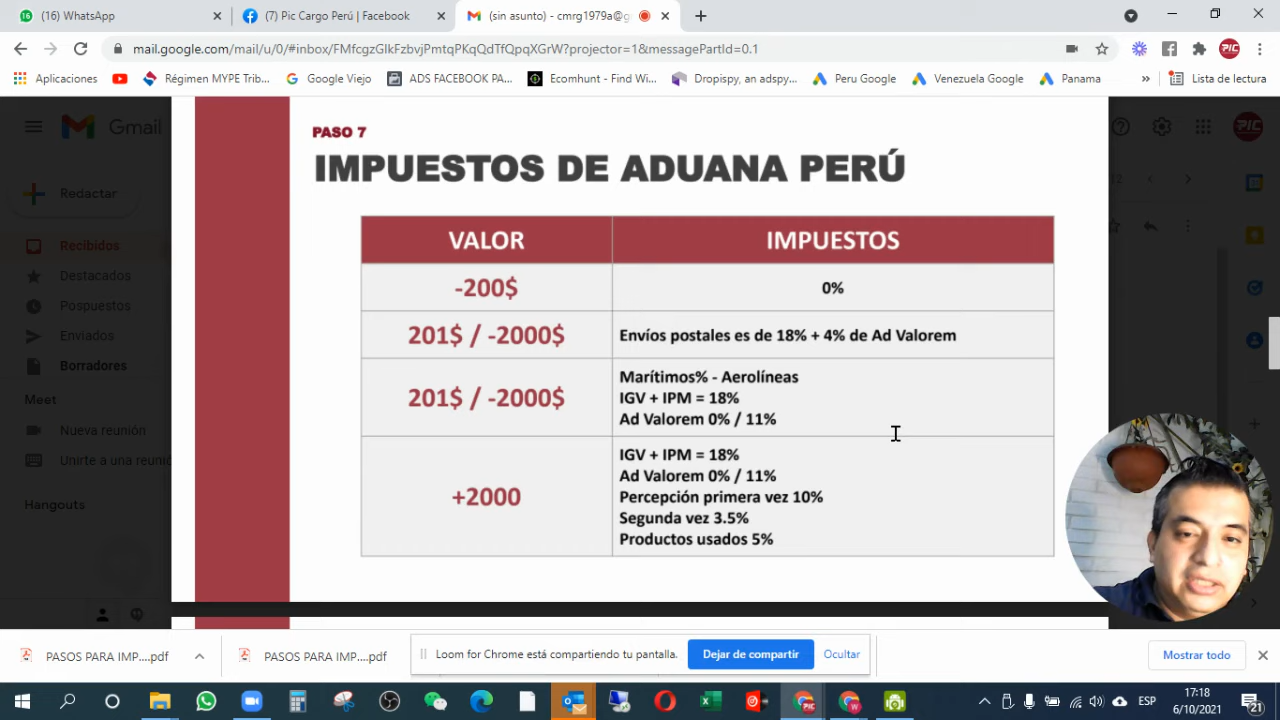 (16) WhatsApp
(7) Pic Cargo Perú | Facebook
(sin asunto) - cmrg1979a@g
mail.google.com/mail/u/0/#inbox/FMfcgzGlkFzbvjPmtqPKqQdTfQpqXGrW?projector=1&messagePartId=0.1
Aplicaciones
Régimen MYPE Trib...
Google Viejo
ADS FACEBOOK PA...
Ecomhunt - Find Wi...
Dropispy, an adspy...
Peru Google
Venezuela Google
Panama
»
Lista de lectura
Gmail
PIC
Redactar
Recibidos
Destacados
Pospuestos
Enviados
Borradores
Meet
Nueva reunión
Unirte a una reunió
Hangouts
PASO 7
IMPUESTOS DE ADUANA PERÚ
VALOR IMPUESTOS
-200$ 0%
201$ / -2000$ Envíos postales es de 18% + 4% de Ad Valorem
201$ / -2000$
Marítimos% - Aerolíneas
IGV + IPM = 18%
Ad Valorem 0% / 11%
+2000
IGV + IPM = 18%
Ad Valorem 0% / 11%
Percepción primera vez 10%
Segunda vez 3.5%
Productos usados 5%
PASOS PARA IMP....pdf
PASOS PARA IMP....pdf
Loom for Chrome está compartiendo tu pantalla.
Dejar de compartir
Ocultar
Mostrar todo
ESP
17:18
6/10/2021
21